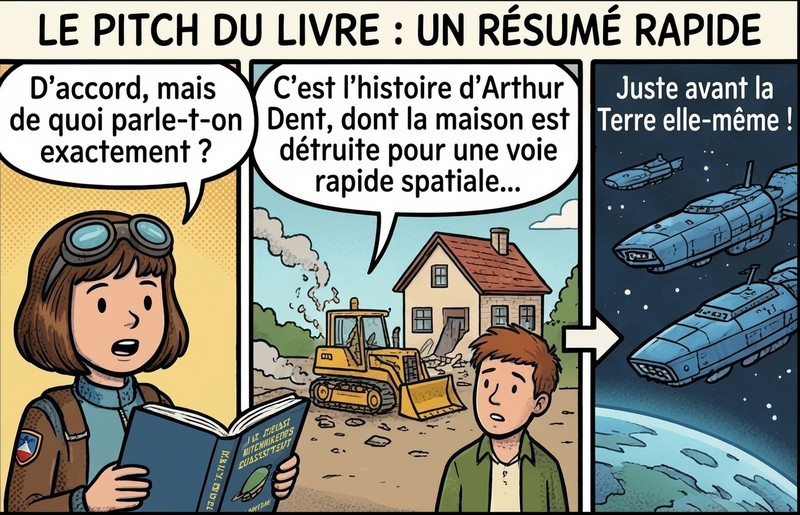 LE PITCH DU LIVRE : UN RÉSUMÉ RAPIDE
D'accord, mais
de quoi parle-t-on
exactement ?
C'est l'histoire d'Arthur
Dent, dont la maison est
détruite pour une voie
rapide spatiale...
Juste avant la
Terre elle-même !